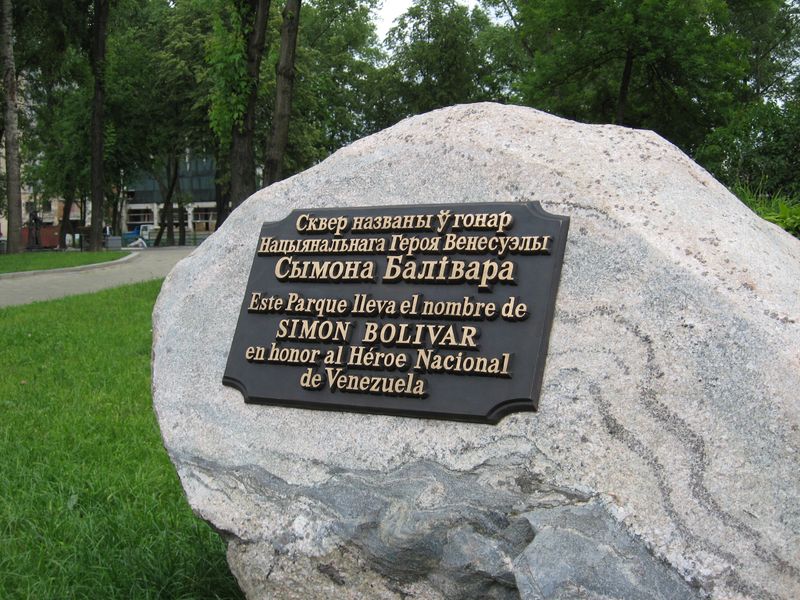 Сквер названы ў гонар
Нацыянальнага Героя Венесуэлы
Сымона Балівара
Este Parque lleva el nombre de
SIMON BOLIVAR
en honor al Héroe Nacional
de Venezuela